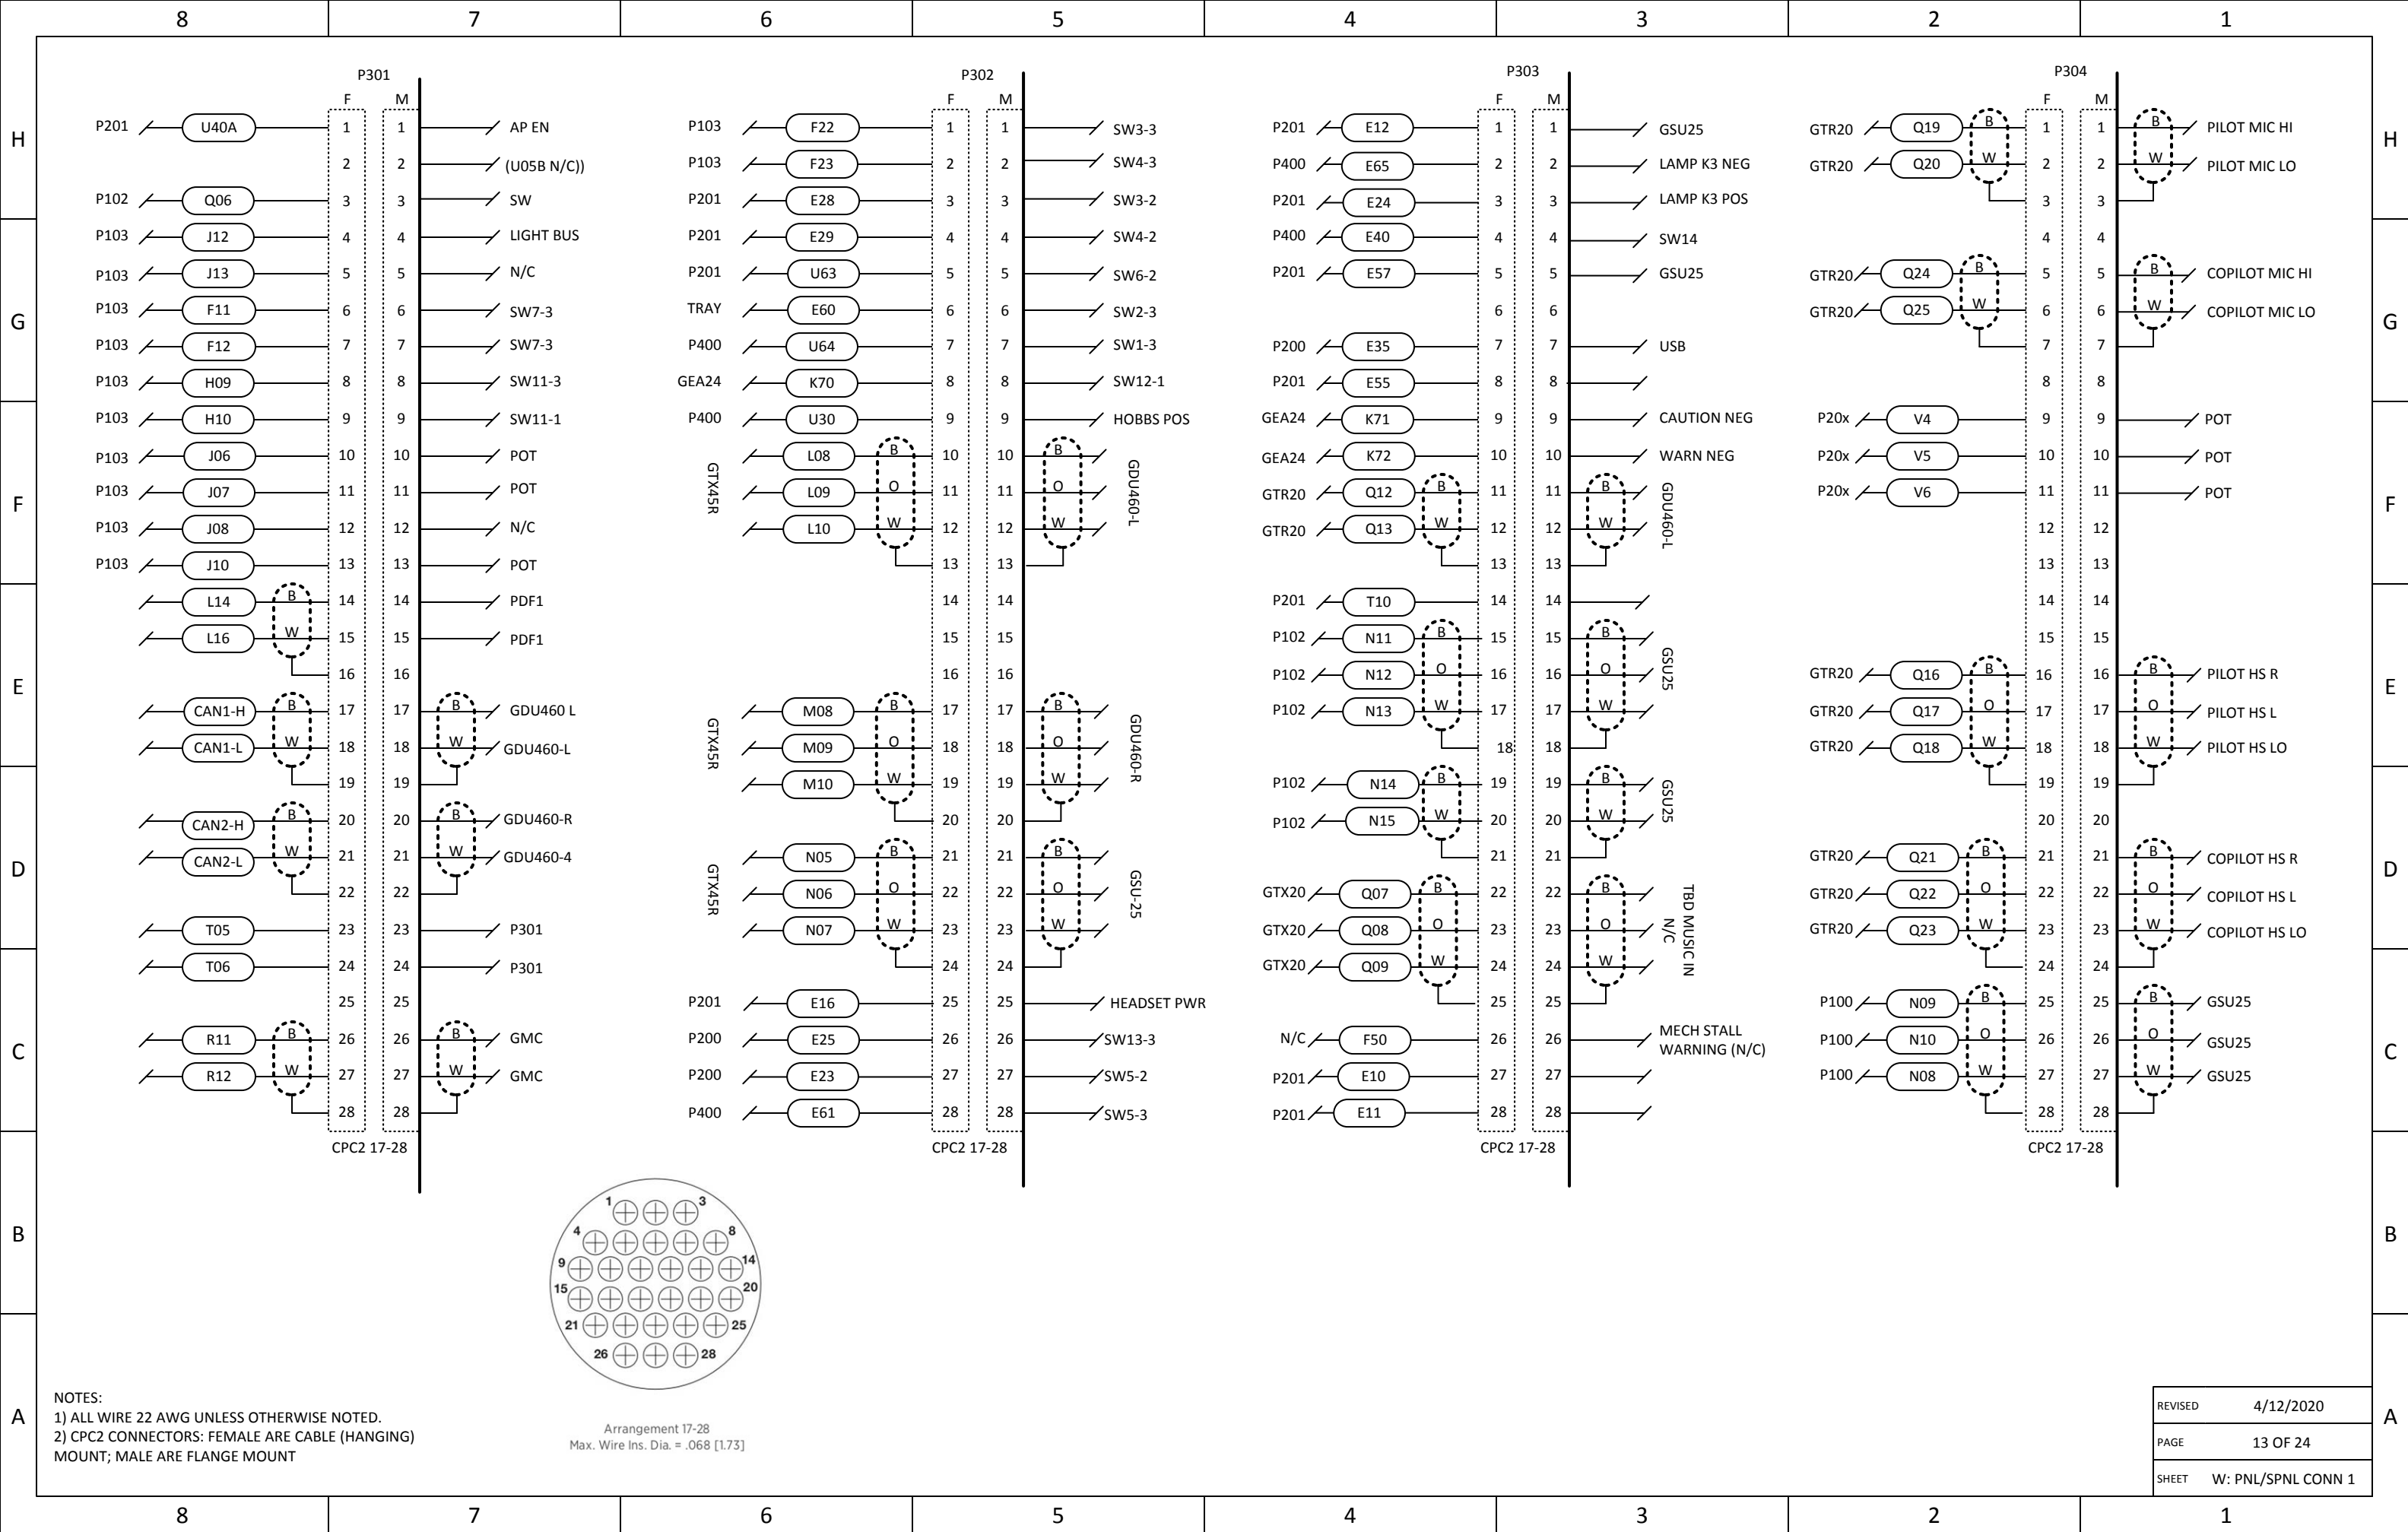 8 7 6 5 4 3 2 1
H
G
F
E
D
C
B
A
P301
F M
P201 U40A 1 1 AP EN
2 2 (U05B N/C))
P102 Q06 3 3 SW
P103 J12 4 4 LIGHT BUS
P103 J13 5 5 N/C
P103 F11 6 6 SW7-3
P103 F12 7 7 SW7-3
P103 H09 8 8 SW11-3
P103 H10 9 9 SW11-1
P103 J06 10 10 POT
P103 J07 11 11 POT
P103 J08 12 12 N/C
P103 J10 13 13 POT
L14 B 14 14 PDF1
L16 W 15 15 PDF1
16 16
CAN1-H B 17 17 B GDU460 L
CAN1-L W 18 18 W GDU460-L
19 19
CAN2-H B 20 20 B GDU460-R
CAN2-L W 21 21 W GDU460-4
22 22
T05 23 23 P301
T06 24 24 P301
25 25
R11 B 26 26 B GMC
R12 W 27 27 W GMC
28 28
CPC2 17-28
P302
F M
P103 F22 1 1 SW3-3
P103 F23 2 2 SW4-3
P201 E28 3 3 SW3-2
P201 E29 4 4 SW4-2
P201 U63 5 5 SW6-2
TRAY E60 6 6 SW2-3
P400 U64 7 7 SW1-3
GEA24 K70 8 8 SW12-1
P400 U30 9 9 HOBBS POS
L08 B 10 10 B
GTX45R L09 O 11 11 O GDU460-L
L10 W 12 12 W
13 13
14 14
15 15
16 16
M08 B 17 17 B
GTX45R M09 O 18 18 O GDU460-R
M10 W 19 19 W
20 20
N05 B 21 21 B
GTX45R N06 O 22 22 O GSU-25
N07 W 23 23 W
24 24
P201 E16 25 25 HEADSET PWR
P200 E25 26 26 SW13-3
P200 E23 27 27 SW5-2
P400 E61 28 28 SW5-3
CPC2 17-28
P303
F M
P201 E12 1 1 GSU25
P400 E65 2 2 LAMP K3 NEG
P201 E24 3 3 LAMP K3 POS
P400 E40 4 4 SW14
P201 E57 5 5 GSU25
6 6
P200 E35 7 7 USB
P201 E55 8 8
GEA24 K71 9 9 CAUTION NEG
GEA24 K72 10 10 WARN NEG
GTR20 Q12 B 11 11 B GDU460-L
GTR20 Q13 W 12 12 W
13 13
P201 T10 14 14
P102 N11 B 15 15 B
P102 N12 O 16 16 O GSU25
P102 N13 W 17 17 W
18 18
P102 N14 B 19 19 B GSU25
P102 N15 W 20 20 W
21 21
GTX20 Q07 B 22 22 B TBD MUSIC IN
GTX20 Q08 O 23 23 O N/C
GTX20 Q09 W 24 24 W
25 25
N/C F50 26 26 MECH STALL
WARNING (N/C)
P201 E10 27 27
P201 E11 28 28
CPC2 17-28
P304
F M
GTR20 Q19 B 1 1 B PILOT MIC HI
GTR20 Q20 W 2 2 W PILOT MIC LO
3 3
4 4
GTR20 Q24 B 5 5 B COPILOT MIC HI
GTR20 Q25 W 6 6 W COPILOT MIC LO
7 7
8 8
P20x V4 9 9 POT
P20x V5 10 10 POT
P20x V6 11 11 POT
12 12
13 13
14 14
15 15
GTR20 Q16 B 16 16 B PILOT HS R
GTR20 Q17 O 17 17 O PILOT HS L
GTR20 Q18 W 18 18 W PILOT HS LO
19 19
20 20
GTR20 Q21 B 21 21 B COPILOT HS R
GTR20 Q22 O 22 22 O COPILOT HS L
GTR20 Q23 W 23 23 W COPILOT HS LO
24 24
P100 N09 B 25 25 B GSU25
P100 N10 O 26 26 O GSU25
P100 N08 W 27 27 W GSU25
28 28
CPC2 17-28
1 3
4 8
9 14
15 20
21 25
26 28
Arrangement 17-28
Max. Wire Ins. Dia. = .068 [1.73]
NOTES:
1) ALL WIRE 22 AWG UNLESS OTHERWISE NOTED.
2) CPC2 CONNECTORS: FEMALE ARE CABLE (HANGING)
MOUNT; MALE ARE FLANGE MOUNT
REVISED 4/12/2020
PAGE 13 OF 24
SHEET W: PNL/SPNL CONN 1
H
G
F
E
D
C
B
A
8 7 6 5 4 3 2 1